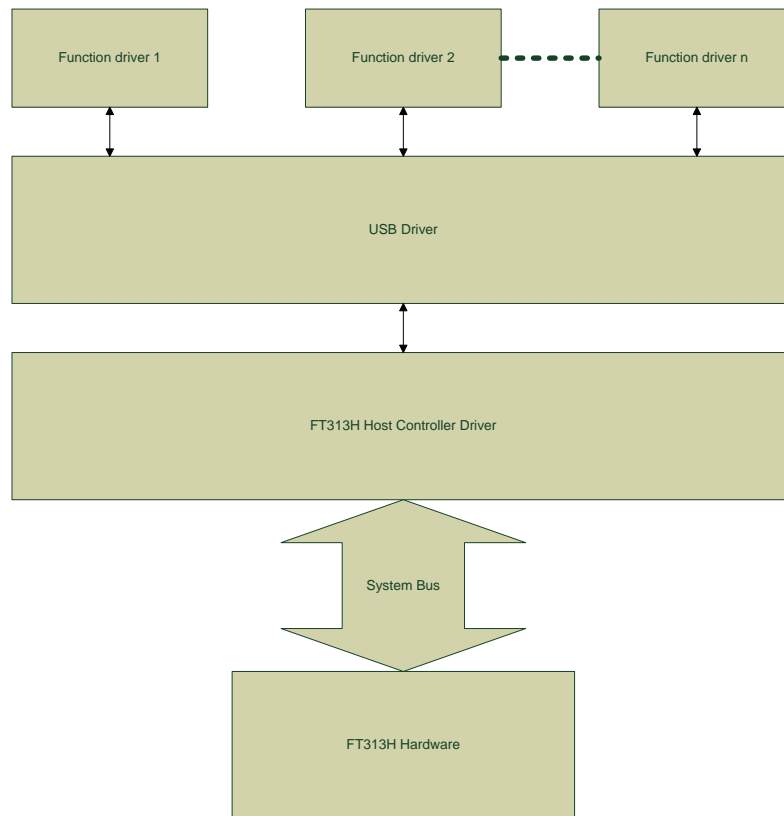 Function driver 1
Function driver 2
Function driver n
USB Driver
FT313H Host Controller Driver
System Bus
FT313H Hardware